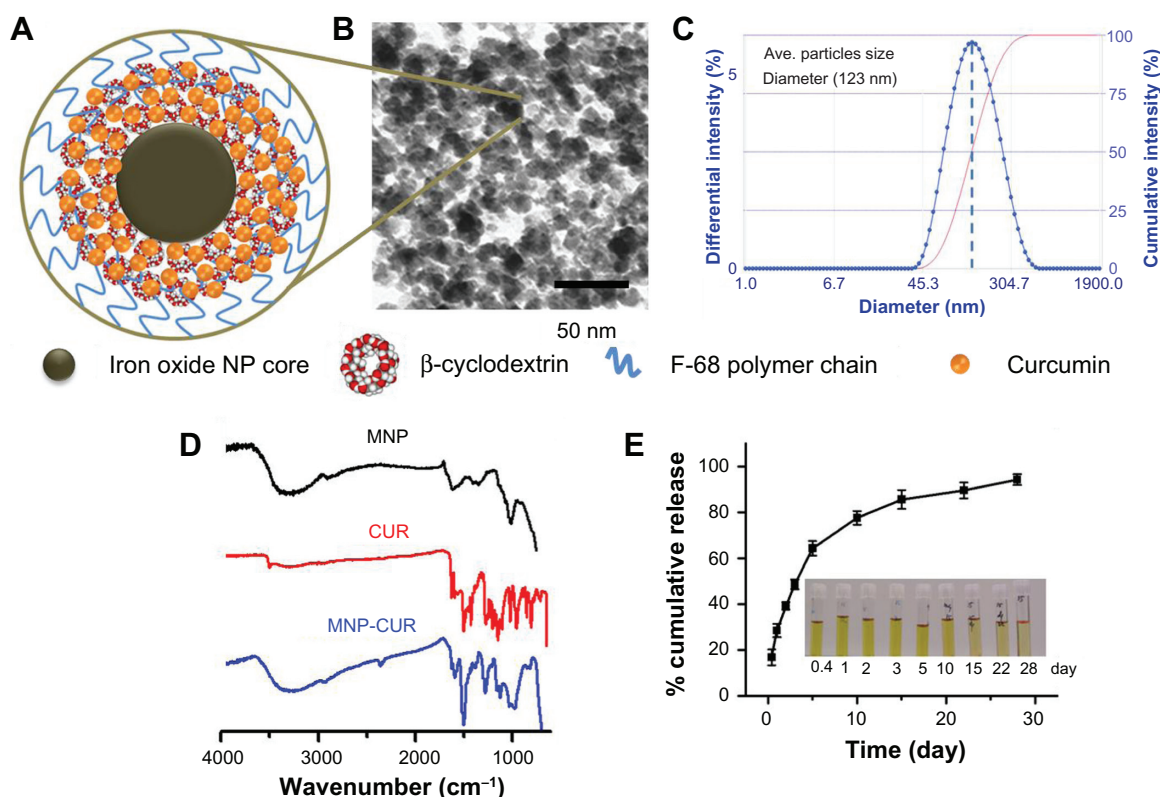 A
B
C
Ave. particles size
Diameter (123 nm)
Differential intensity (%)
5
0
Cumulative intensity (%)
100
75
50
25
0
1.0 6.7 45.3 304.7 1900.0
Diameter (nm)
50 nm
Iron oxide NP core
β-cyclodextrin
F-68 polymer chain
Curcumin
D
MNP
CUR
MNP-CUR
4000 3000 2000 1000
Wavenumber (cm⁻¹)
E
% cumulative release
100
80
60
40
20
0
0.4 1 2 3 5 10 15 22 28 day
0 10 20 30
Time (day)